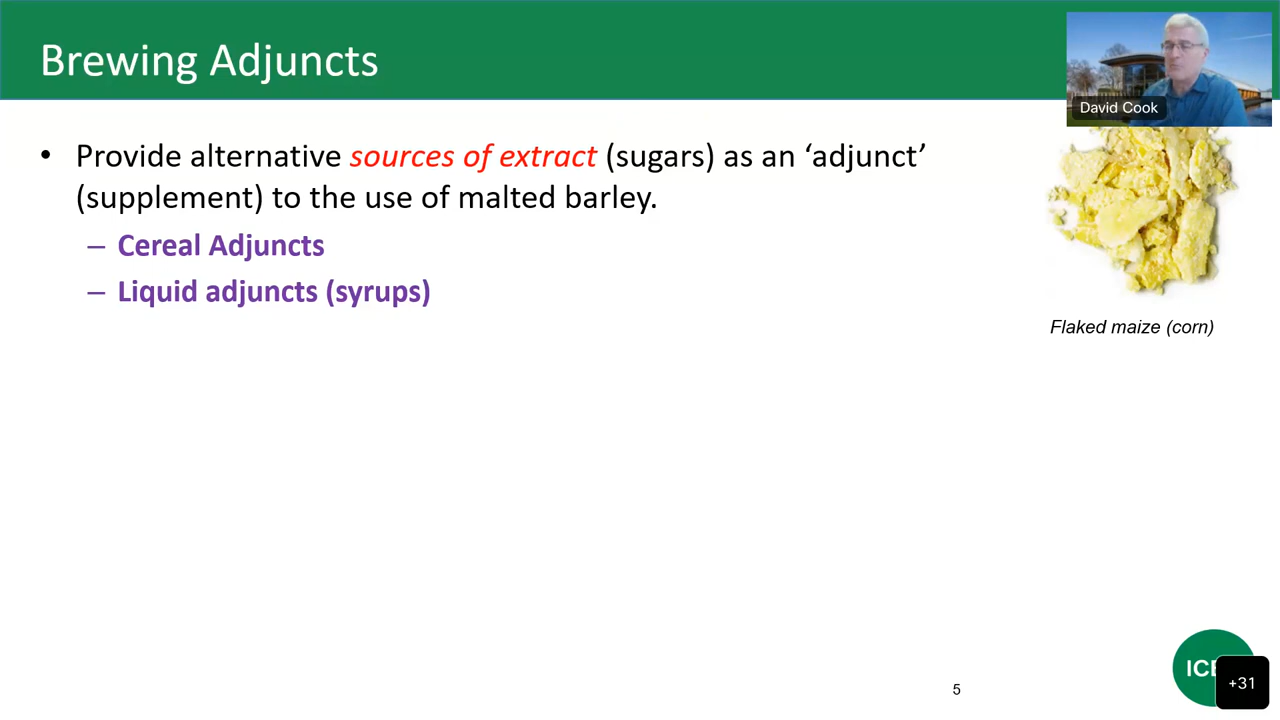 Brewing Adjuncts
David Cook
• Provide alternative sources of extract (sugars) as an ‘adjunct’
(supplement) to the use of malted barley.
– Cereal Adjuncts
– Liquid adjuncts (syrups)
Flaked maize (corn)
5
+31